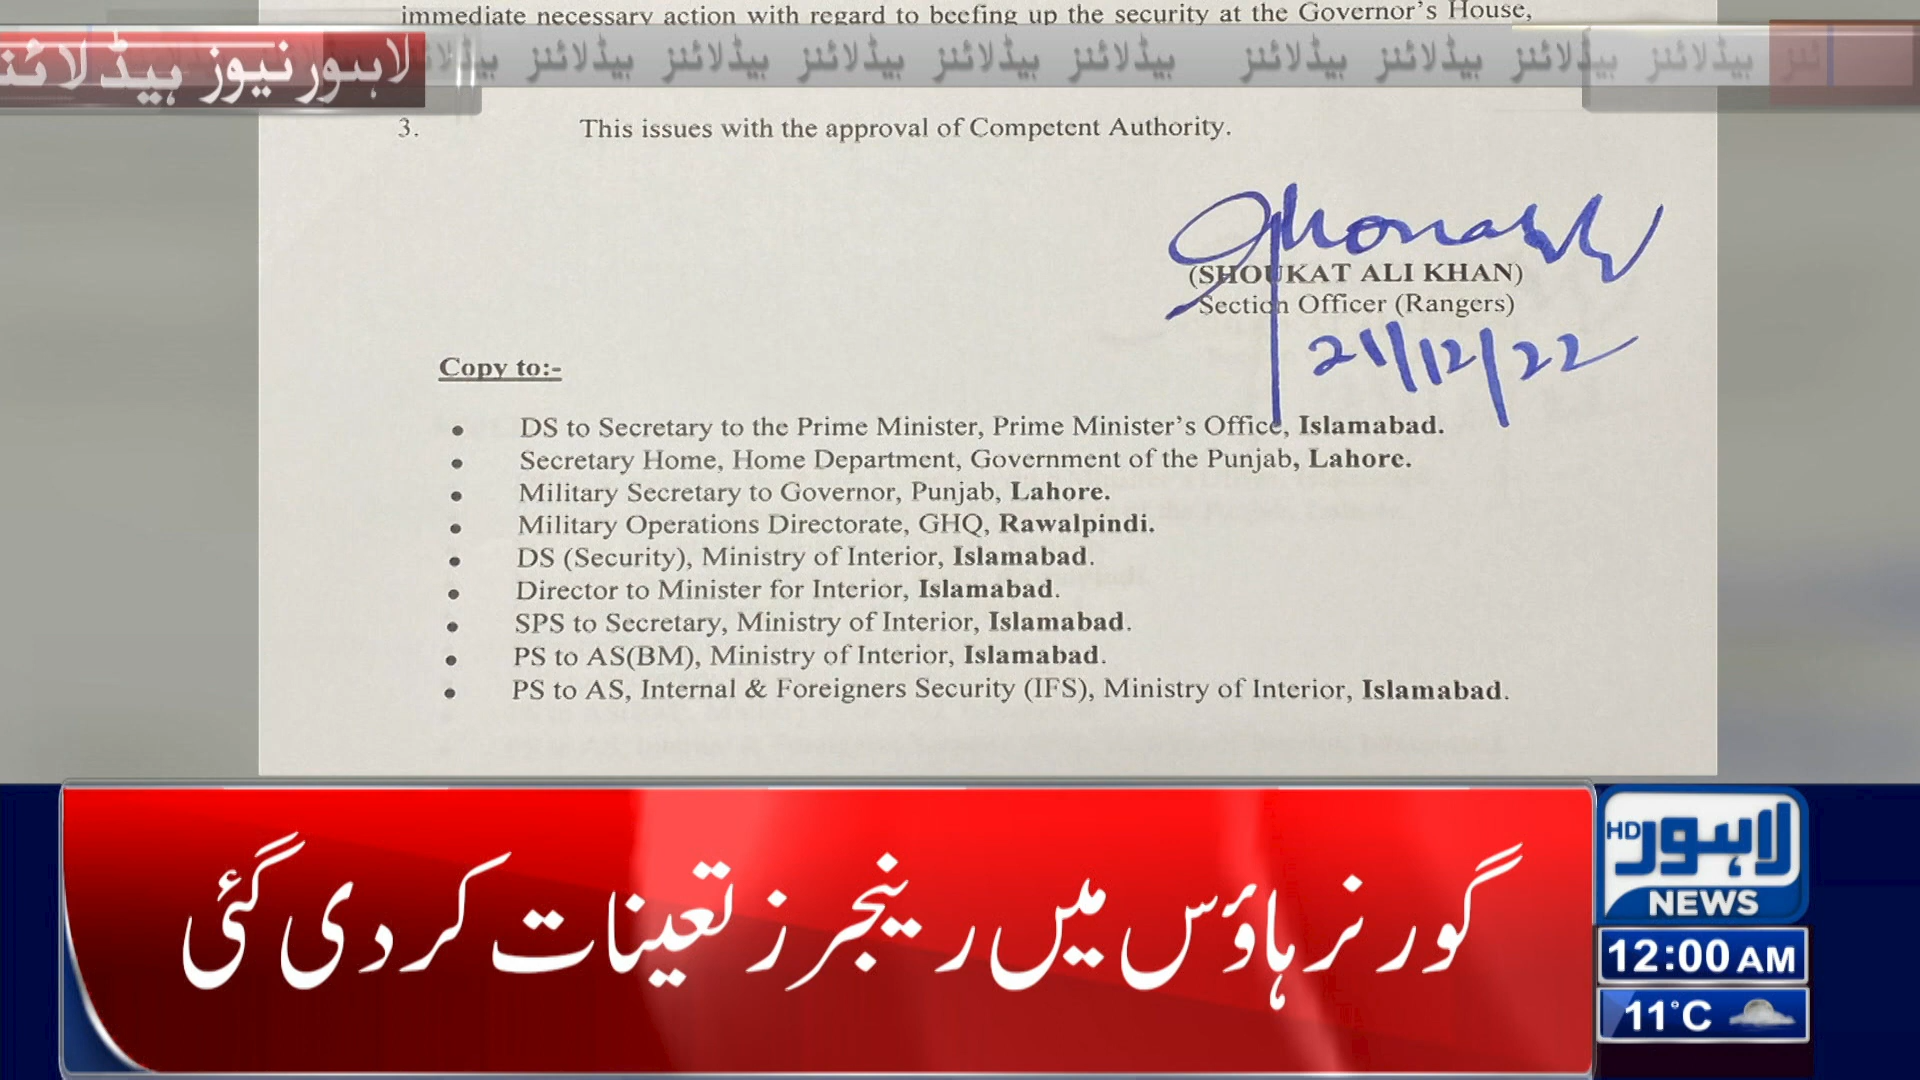 immediate necessary action with regard to beefing up the security at the Governor's House,
لاہور نیوز ہیڈلائنز
ہیڈلائنز ہیڈلائنز ہیڈلائنز ہیڈلائنز ہیڈلائنز ہیڈلائنز ہیڈلائنز ہیڈلائنز ہیڈلائنز
3. This issues with the approval of Competent Authority.
(SHOUKAT ALI KHAN)
Section Officer (Rangers)
21/12/22
Copy to:-
• DS to Secretary to the Prime Minister, Prime Minister's Office, Islamabad.
• Secretary Home, Home Department, Government of the Punjab, Lahore.
• Military Secretary to Governor, Punjab, Lahore.
• Military Operations Directorate, GHQ, Rawalpindi.
• DS (Security), Ministry of Interior, Islamabad.
• Director to Minister for Interior, Islamabad.
• SPS to Secretary, Ministry of Interior, Islamabad.
• PS to AS(BM), Ministry of Interior, Islamabad.
• PS to AS, Internal & Foreigners Security (IFS), Ministry of Interior, Islamabad.
گورنر ہاؤس میں رینجرز تعینات کر دی گئی
لاہور HD
NEWS
12:00 AM
11°C